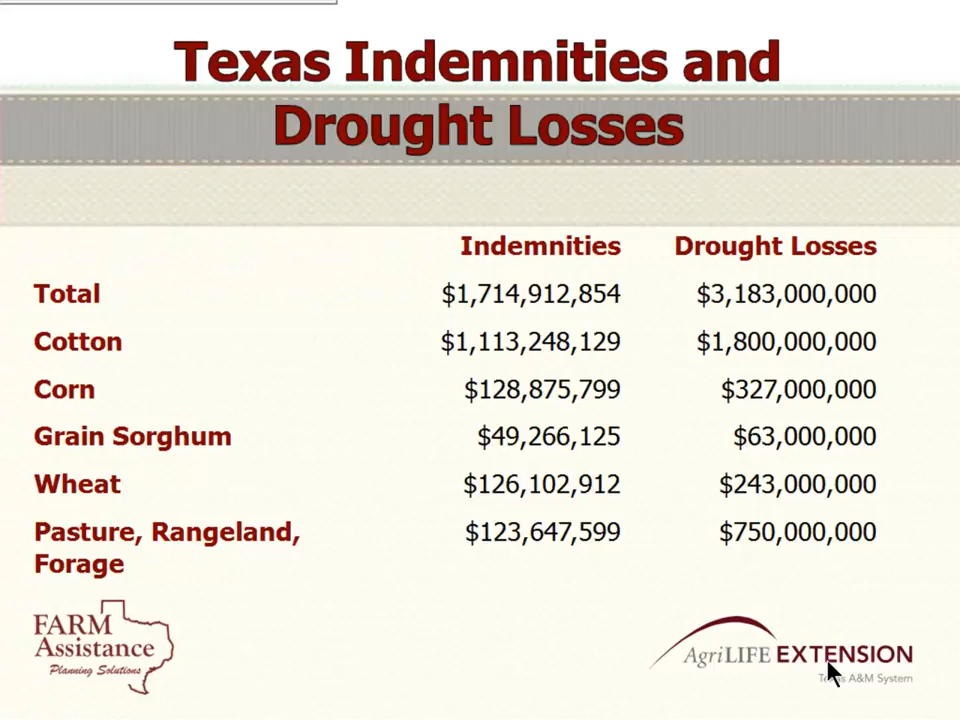 Texas Indemnities and
Drought Losses
Indemnities Drought Losses
Total $1,714,912,854 $3,183,000,000
Cotton $1,113,248,129 $1,800,000,000
Corn $128,875,799 $327,000,000
Grain Sorghum $49,266,125 $63,000,000
Wheat $126,102,912 $243,000,000
Pasture, Rangeland, $123,647,599 $750,000,000
Forage
FARM
Assistance
Planning Solutions
AgriLIFE EXTENSION
Texas A&M System